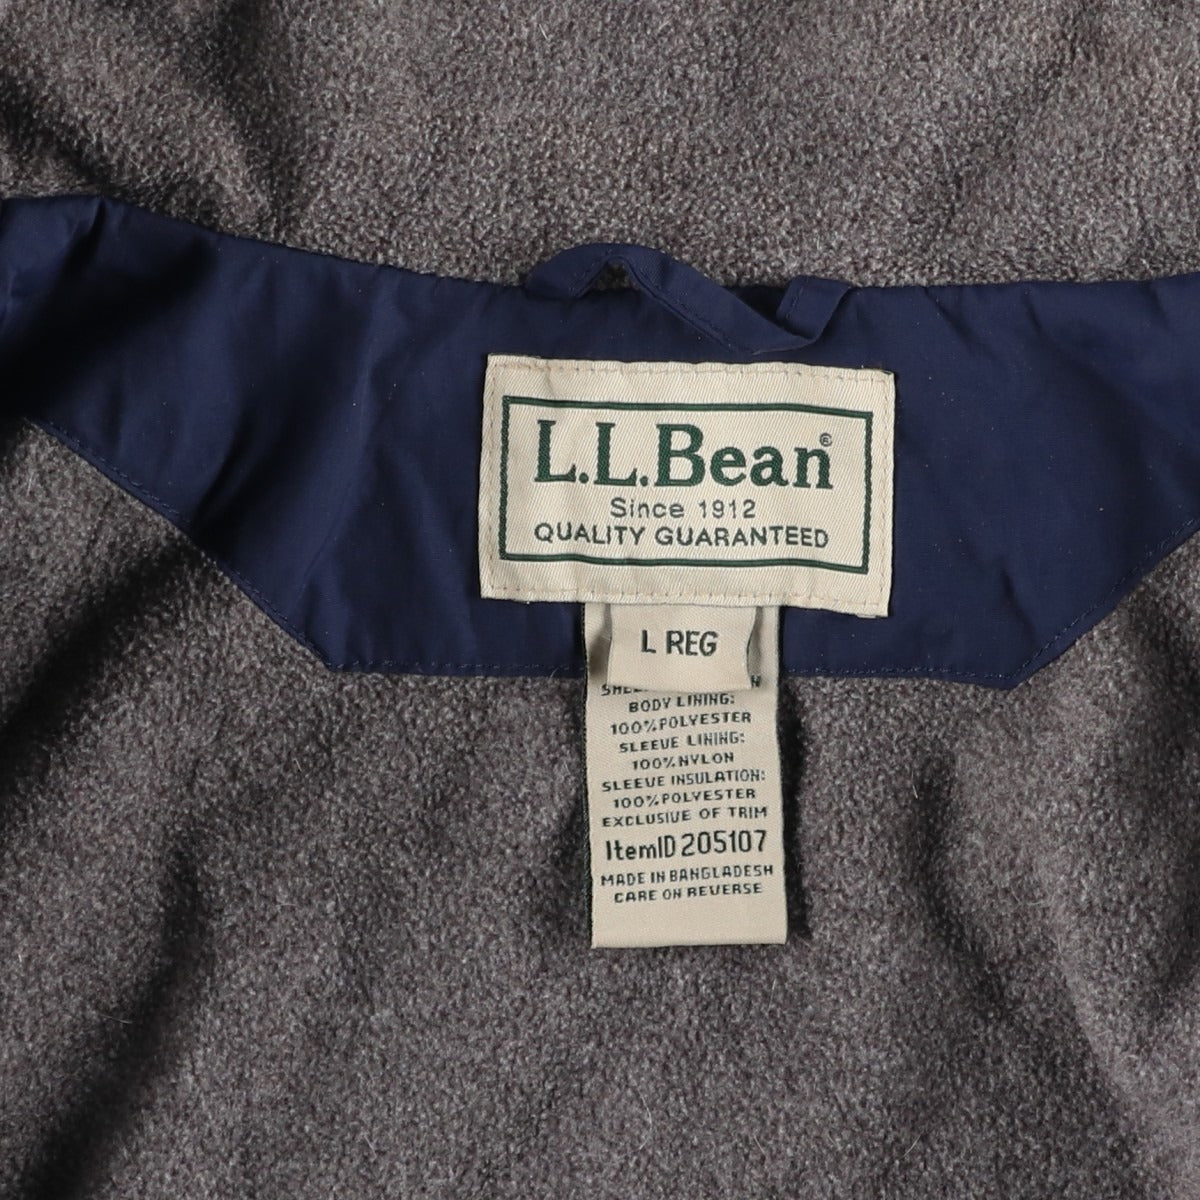 L.L.Bean®
Since 1912
QUALITY GUARANTEED
L REG
BODY LINING:
100%POLYESTER
SLEEVE LINING:
100%NYLON
SLEEVE INSULATION:
100%POLYESTER
EXCLUSIVE OF TRIM
ItemID 205107
MADE IN BANGLADESH
CARE ON REVERSE